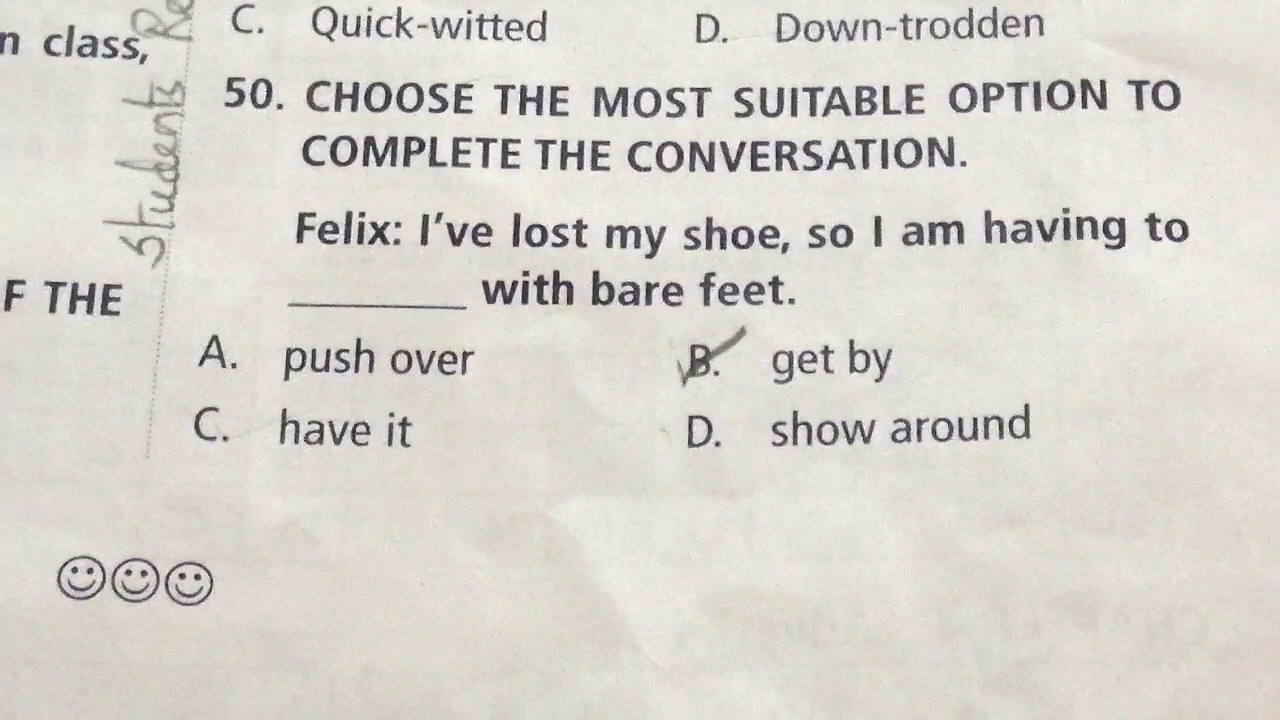 n class,
Students Re
C. Quick-witted D. Down-trodden
50. CHOOSE THE MOST SUITABLE OPTION TO
COMPLETE THE CONVERSATION.
Felix: I've lost my shoe, so I am having to
________ with bare feet.
F THE
A. push over B. get by
C. have it D. show around